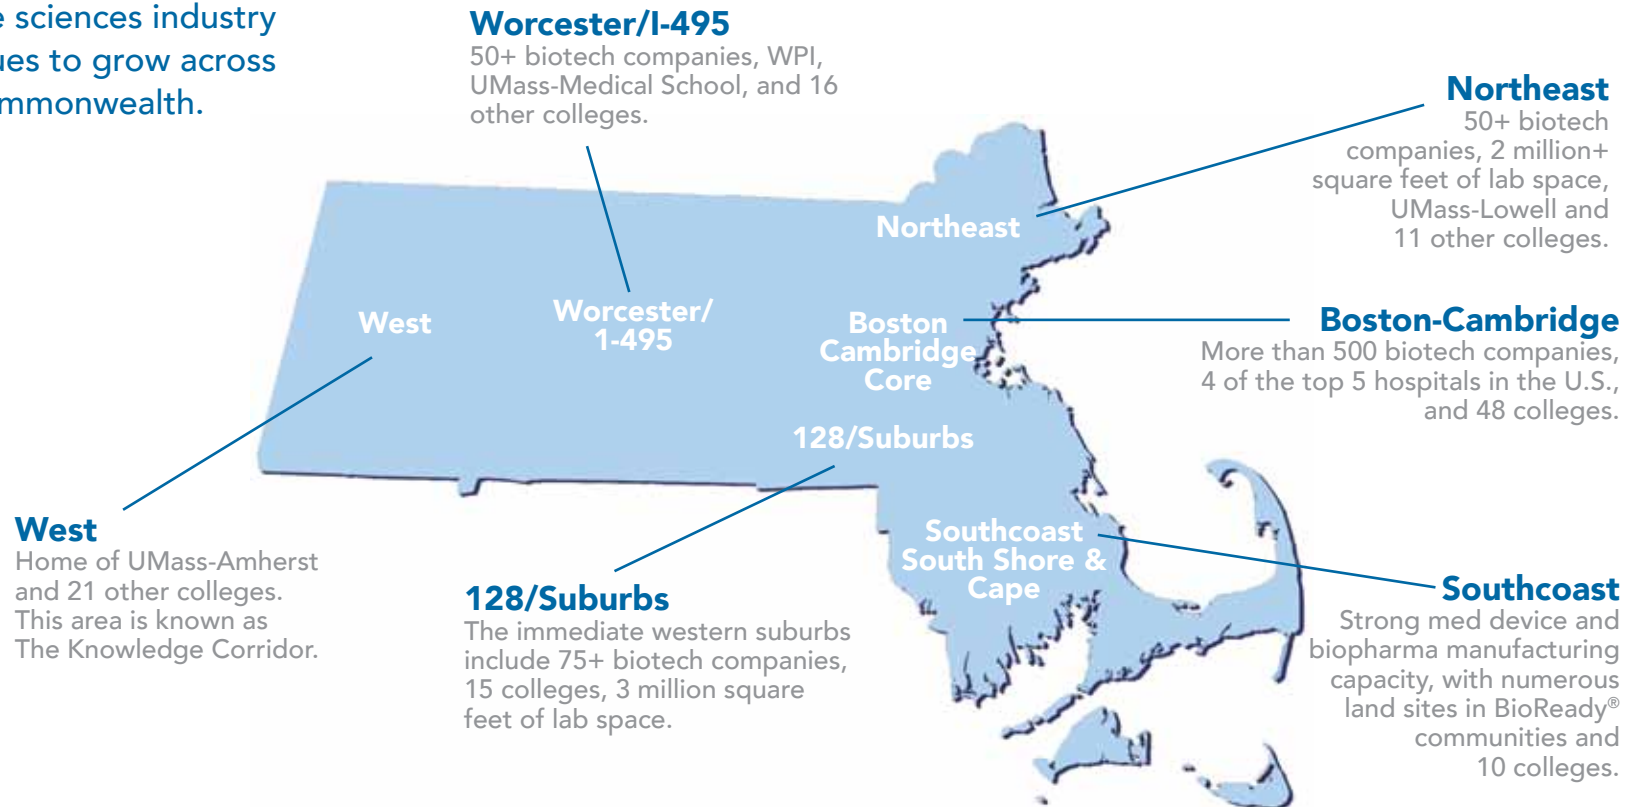 sciences industry
to grow across
Worcester/I-495
50+ biotech companies, WPI,
UMass-Medical School, and 16
other colleges.
Northeast
50+ biotech
companies, 2 million+
square feet of lab space,
UMass-Lowell and
11 other colleges.
Northeast
West
Worcester/
1-495
Boston
Cambridge
Core
128/Suburbs
Southcoast
South Shore &
Cape
Boston-Cambridge
More than 500 biotech companies,
4 of the top 5 hospitals in the U.S.,
and 48 colleges.
West
Home of UMass-Amherst
and 21 other colleges.
This area is known as
The Knowledge Corridor.
128/Suburbs
The immediate western suburbs
include 75+ biotech companies,
15 colleges, 3 million square
feet of lab space.
Southcoast
Strong med device and
biopharma manufacturing
capacity, with numerous
land sites in BioReady®
communities and
10 colleges.